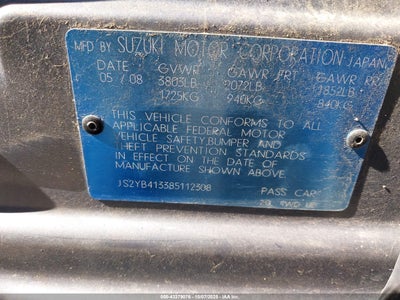 MFD BY SUZUKI MOTOR CORPORATION JAPAN
DATE GVWR GAWR FRT GAWR RR
05 / 08 3803LB 2022LB 1852LB
1725KG 940KG 840KG
THIS VEHICLE CONFORMS TO ALL
APPLICABLE FEDERAL MOTOR
VEHICLE SAFETY,BUMPER AND
THEFT PREVENTION STANDARDS
IN EFFECT ON THE DATE OF
MANUFACTURE SHOWN ABOVE.
JS2YB413385112308 PASS CAR